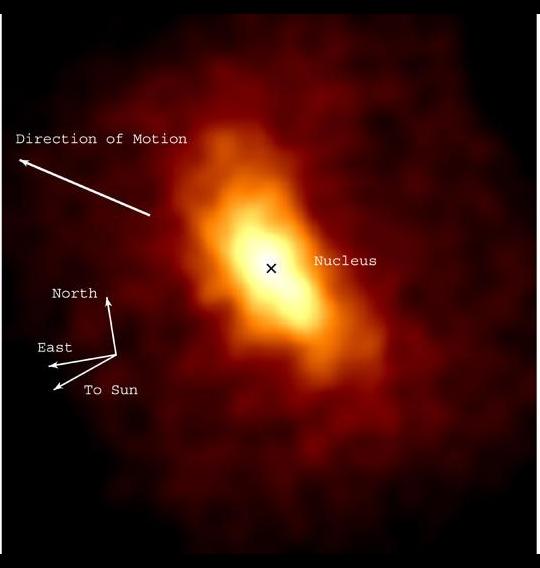 Direction of Motion
Nucleus
North
East
To Sun